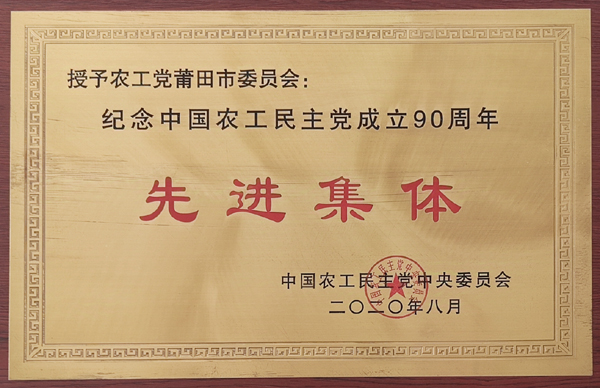 授予农工党莆田市委员会：
纪念中国农工民主党成立90周年
先进集体
中国农工民主党中央委员会
二〇二〇年八月